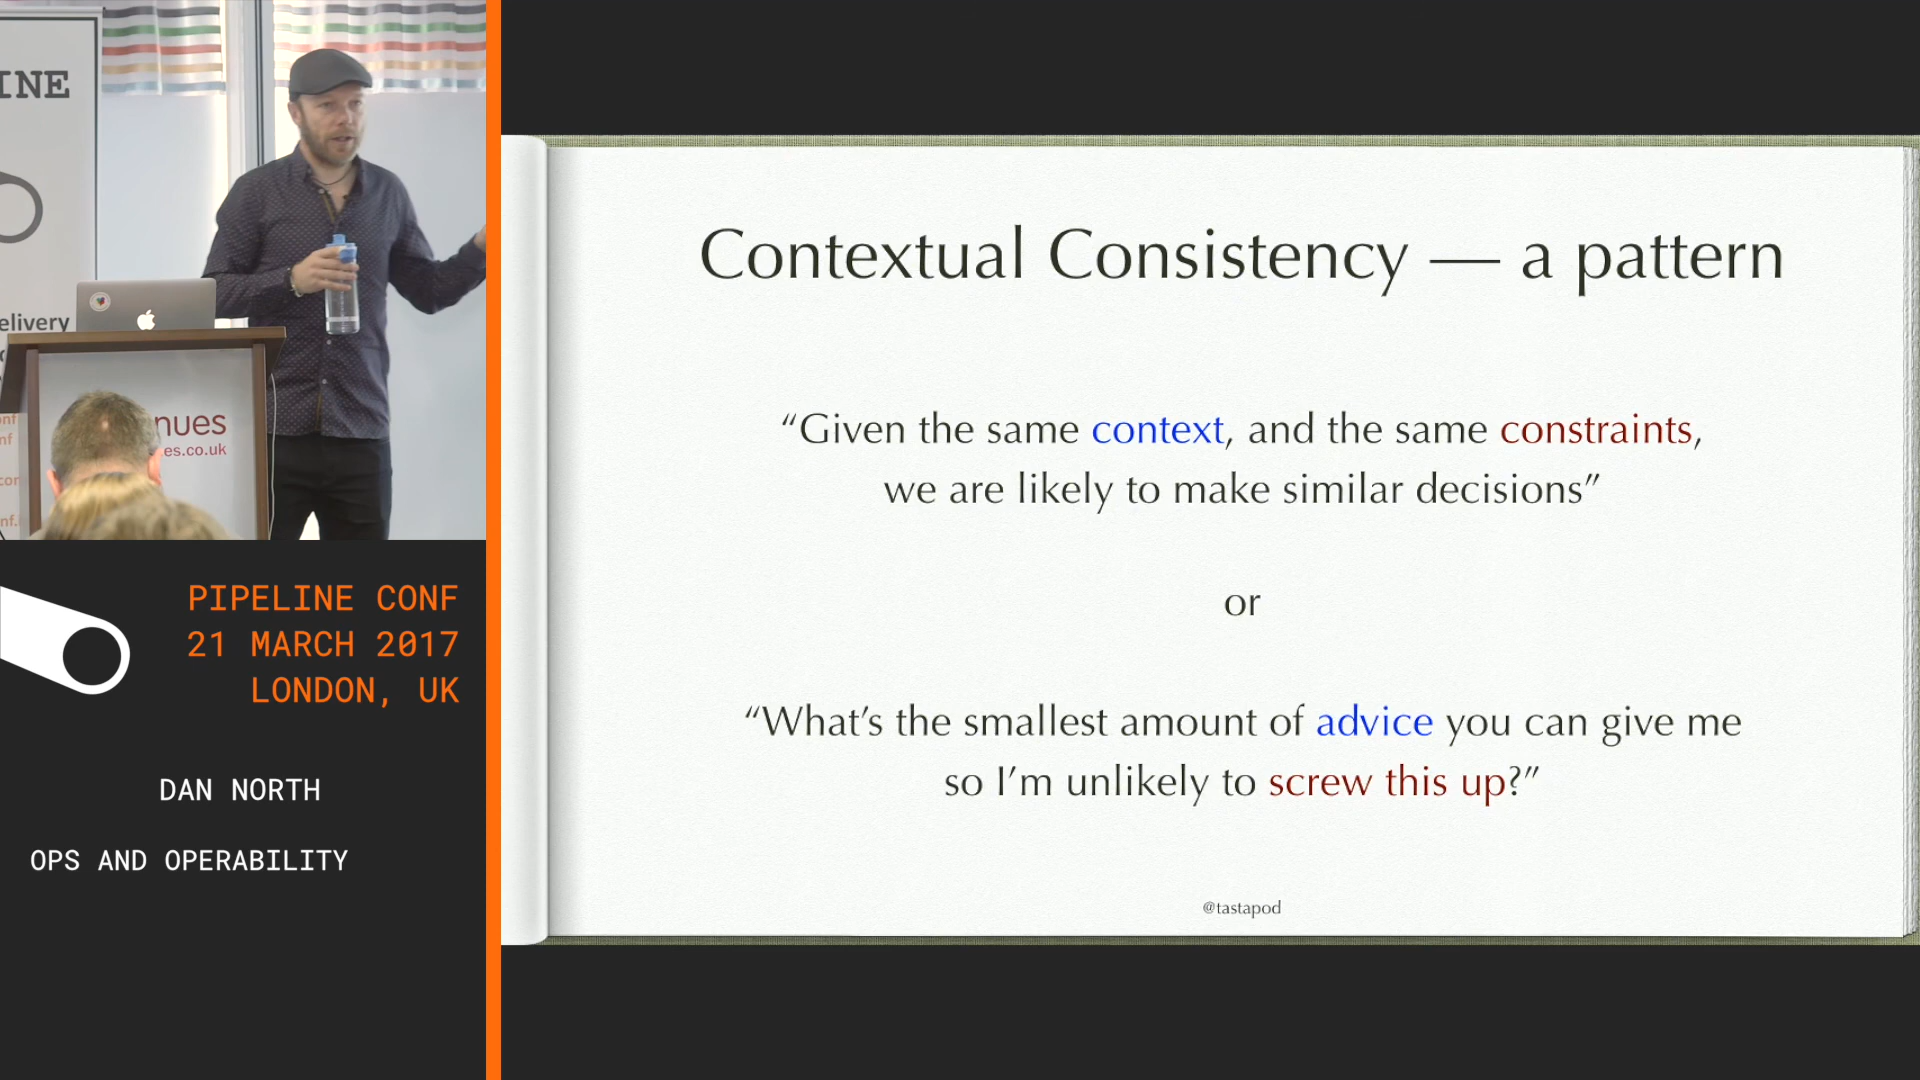 INE
elivery
nues
es.co.uk
PIPELINE CONF
21 MARCH 2017
LONDON, UK
DAN NORTH
OPS AND OPERABILITY
Contextual Consistency — a pattern
“Given the same context, and the same constraints,
we are likely to make similar decisions”
or
“What’s the smallest amount of advice you can give me
so I’m unlikely to screw this up?”
@tastapod